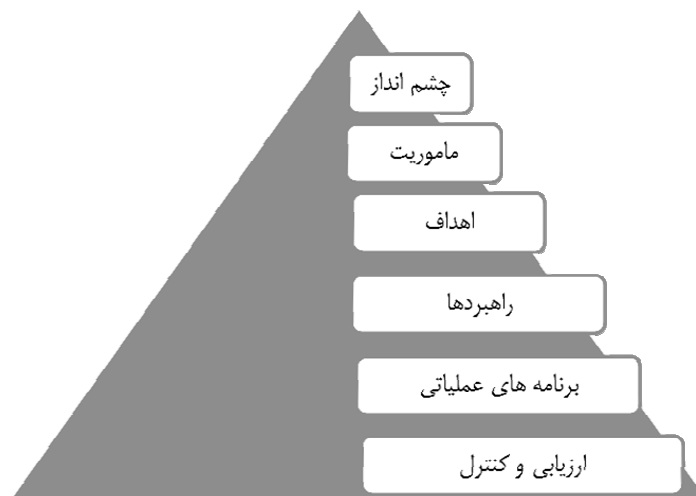 چشم انداز
ماموریت
اهداف
راهبردها
برنامه های عملیاتی
ارزیابی و کنترل